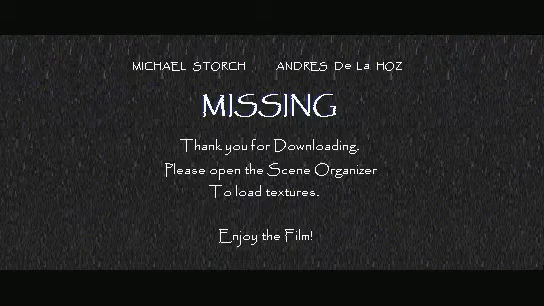 MICHAEL STORCH ANDRES De La HOZ
MISSING
Thank you for Downloading.
Please open the Scene Organizer
To load textures.
Enjoy the Film!